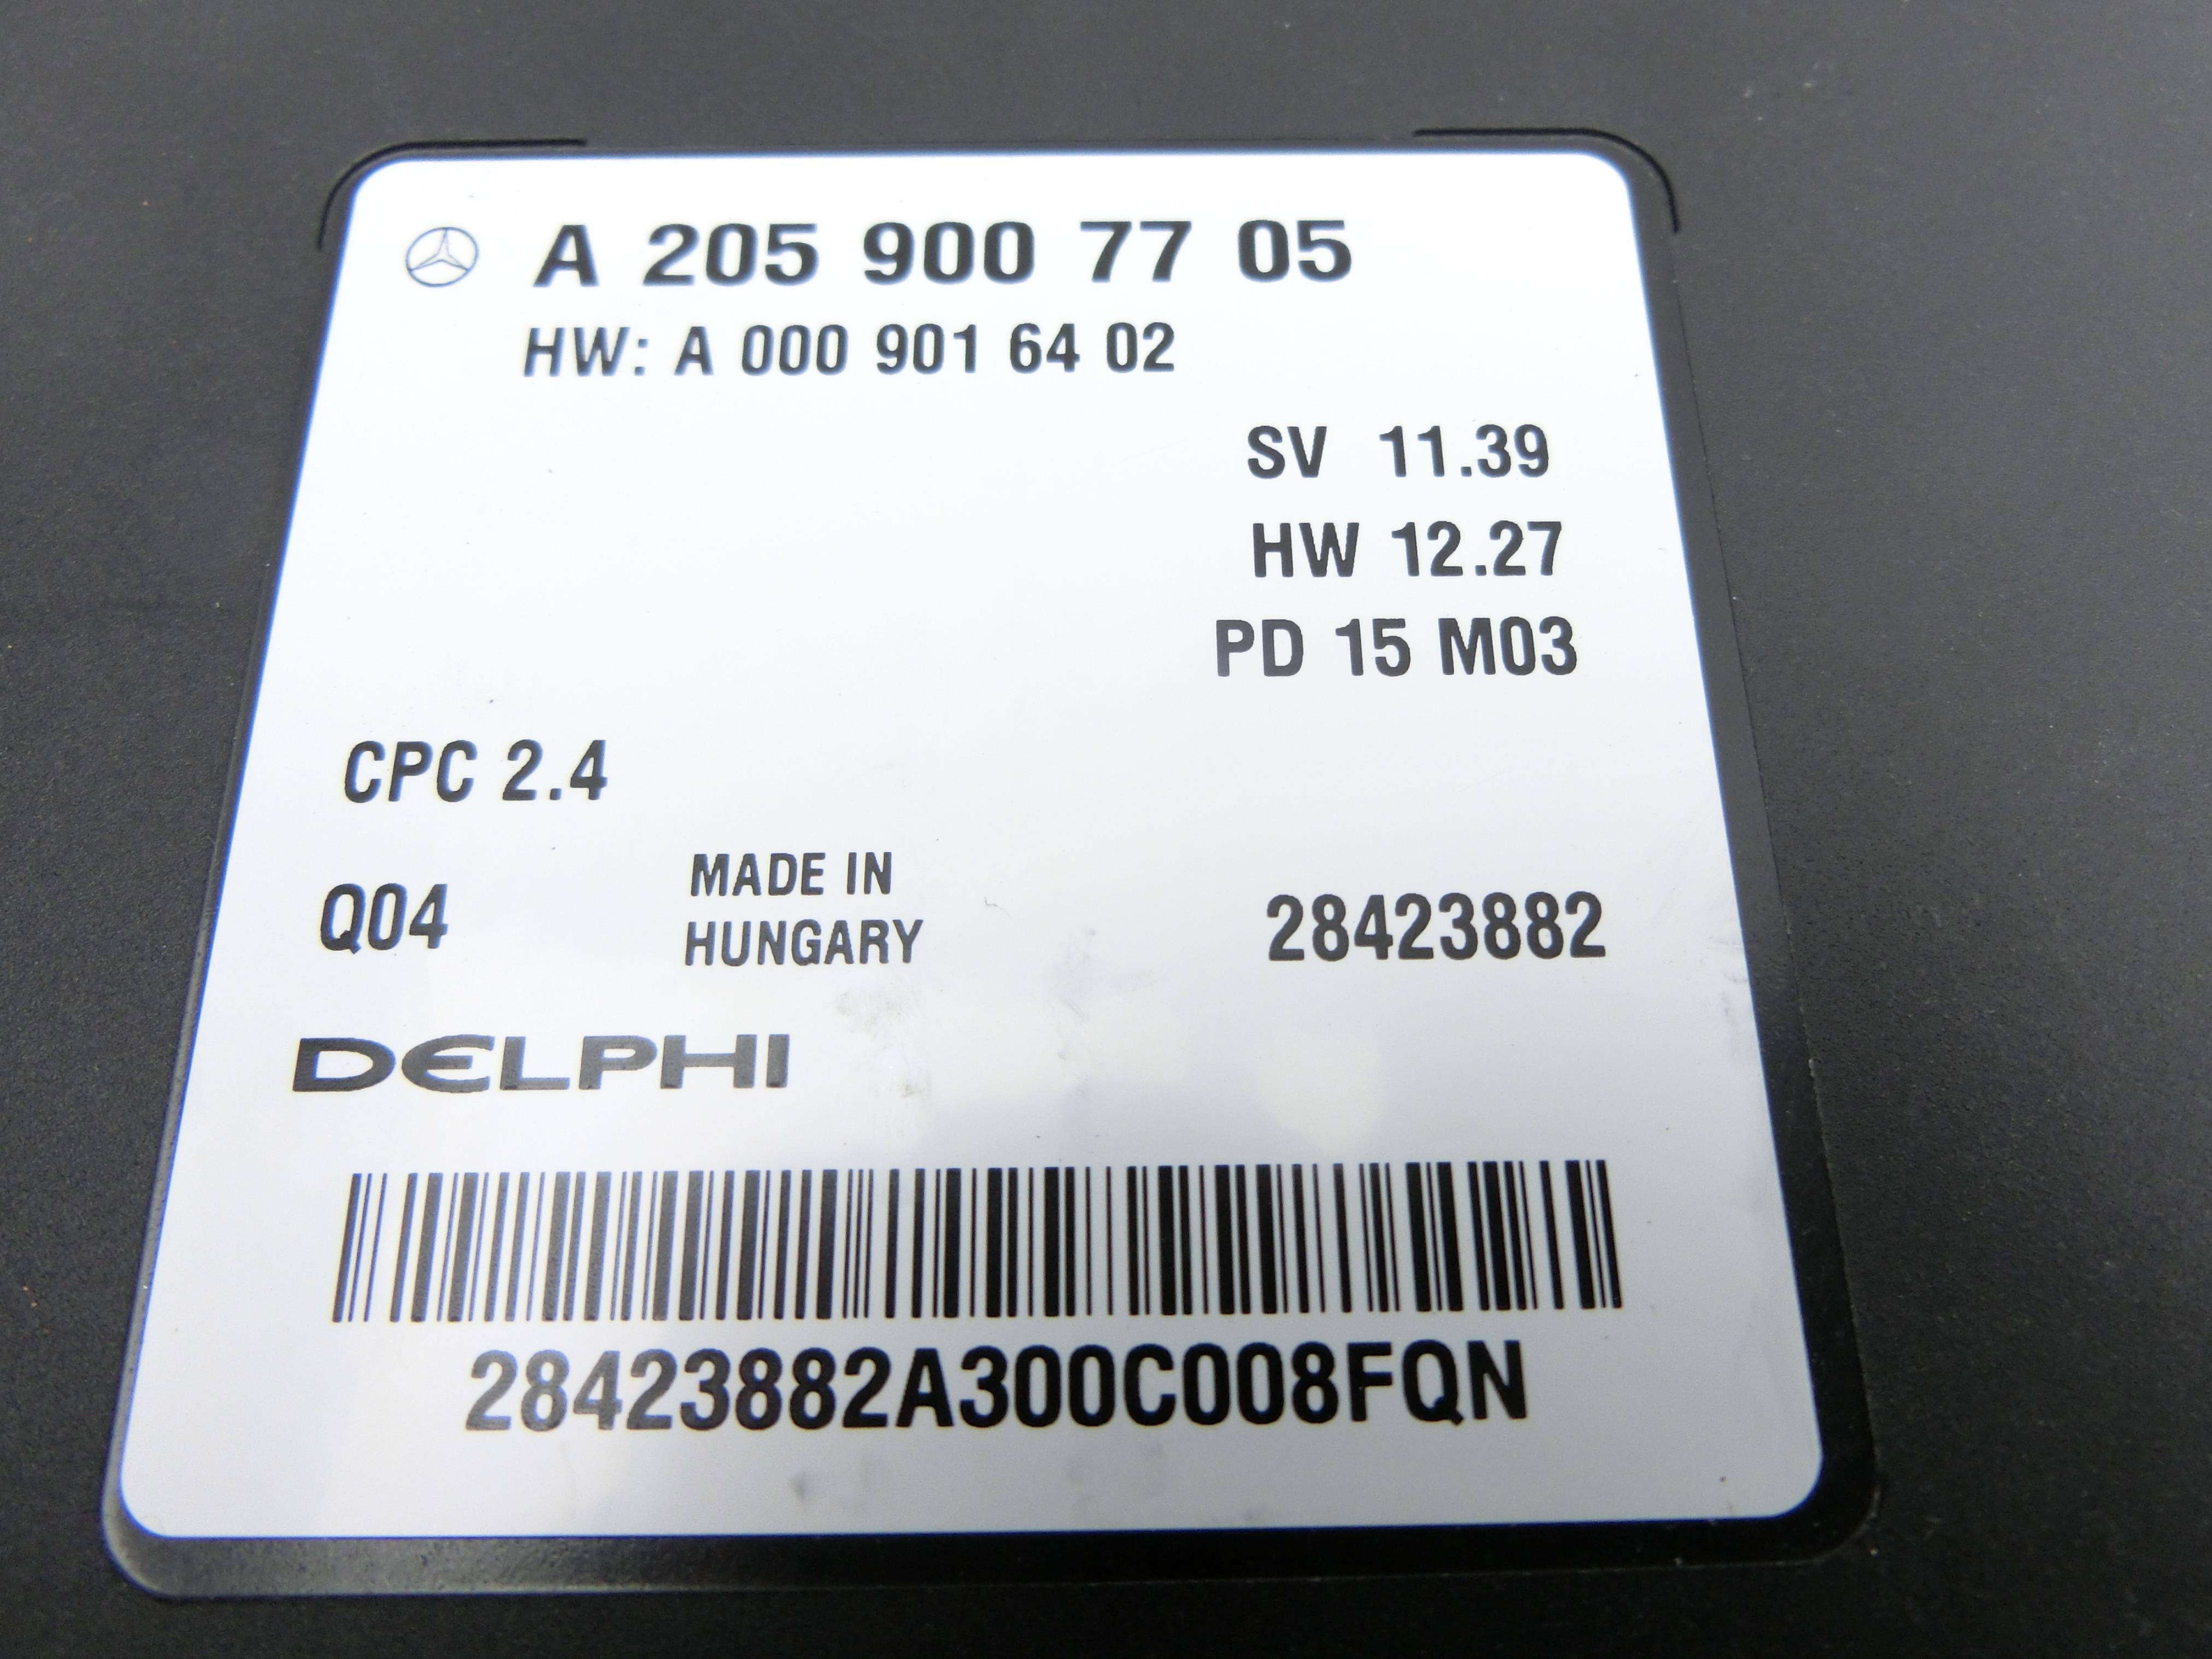 A 205 900 77 05
HW: A 000 901 64 02
SV 11.39
HW 12.27
PD 15 M03
CPC 2.4
Q04
MADE IN
HUNGARY
28423882
DELPHI
28423882A300C008FQN